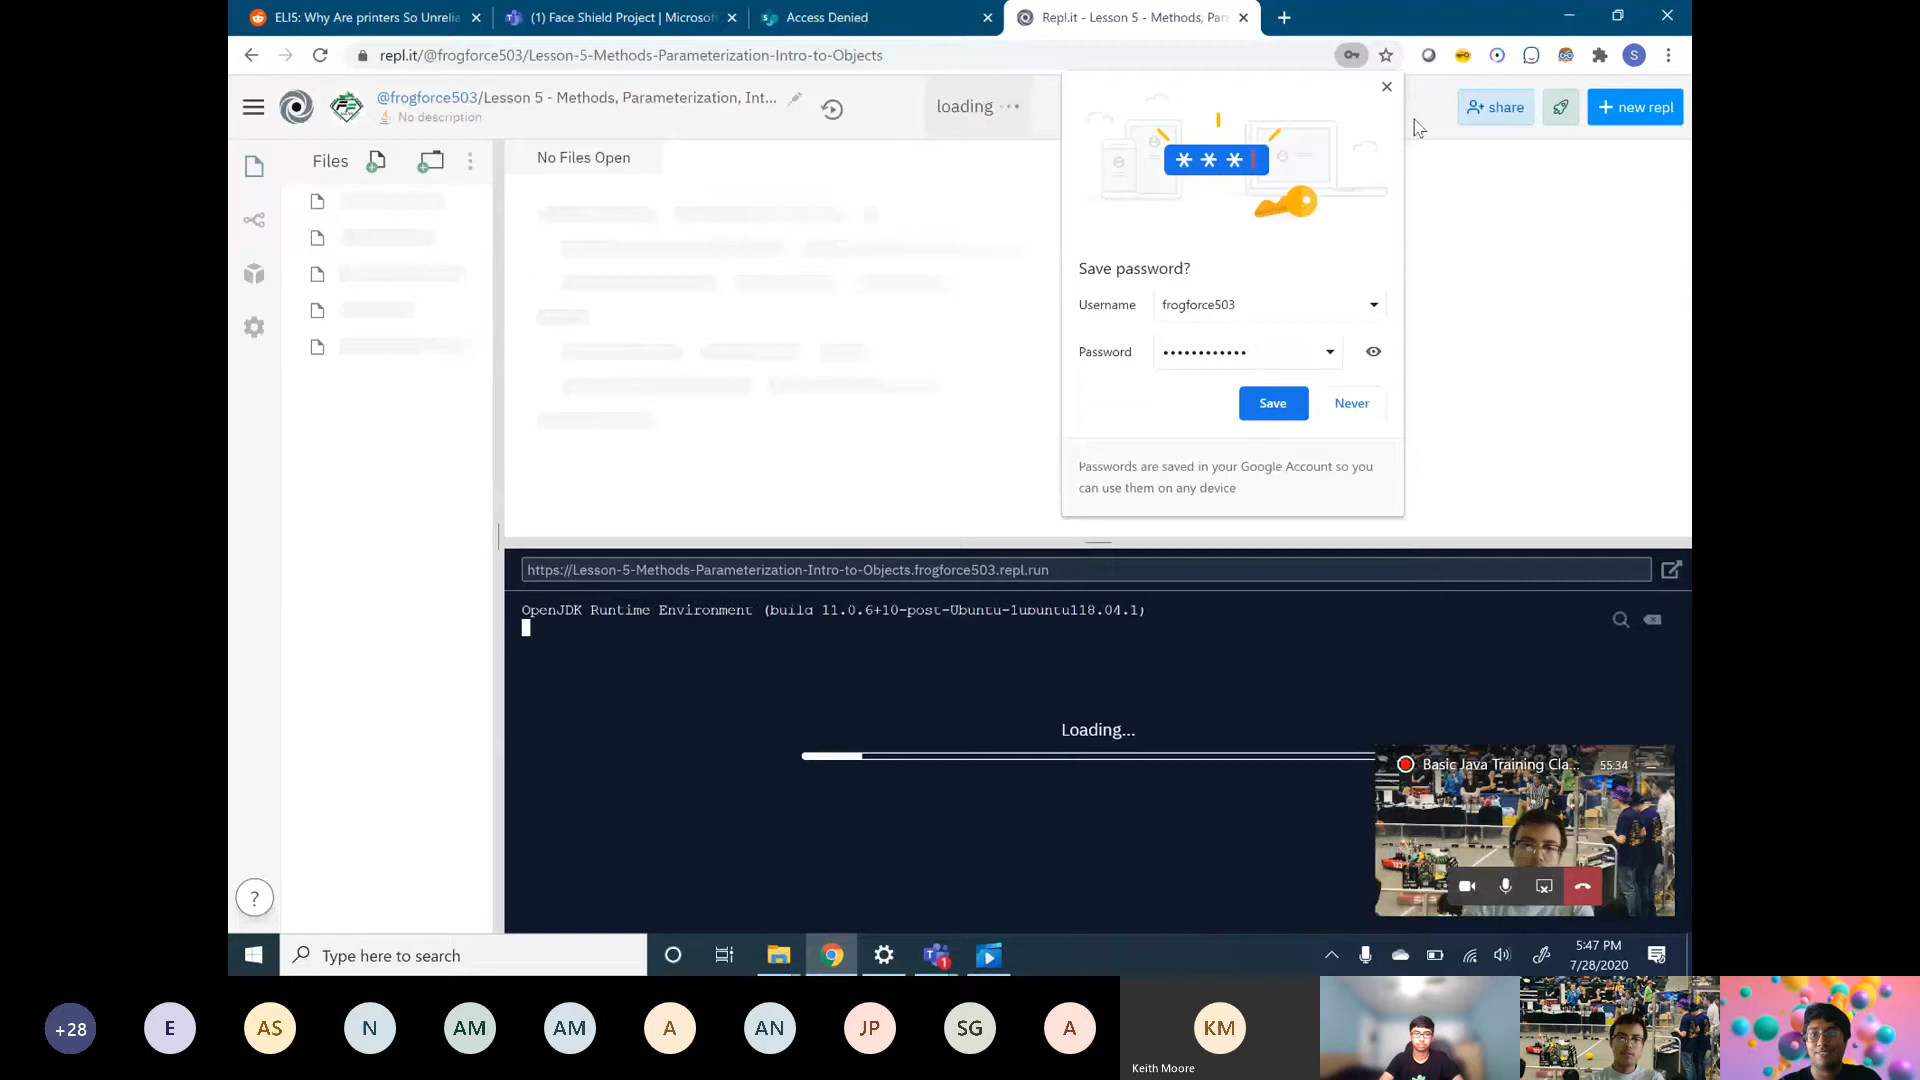 ELI5: Why Are printers So Unrelia
(1) Face Shield Project | Microsof
Access Denied
Repl.it - Lesson 5 - Methods, Par
repl.it/@frogforce503/Lesson-5-Methods-Parameterization-Intro-to-Objects
S
@frogforce503/Lesson 5 - Methods, Parameterization, Int...
No description
loading ...
share
+ new repl
Files
No Files Open
* * *
Save password?
Username frogforce503
Password ••••••••••••
Save
Never
Passwords are saved in your Google Account so you
can use them on any device
https://Lesson-5-Methods-Parameterization-Intro-to-Objects.frogforce503.repl.run
OpenJDK Runtime Environment (build 11.0.6+10-post-Ubuntu-1ubuntu118.04.1)
Loading...
Basic Java Training Cla... 55:34
?
Type here to search
1
5:47 PM
7/28/2020
+28
E
AS
N
AM
AM
A
AN
JP
SG
A
KM
Keith Moore